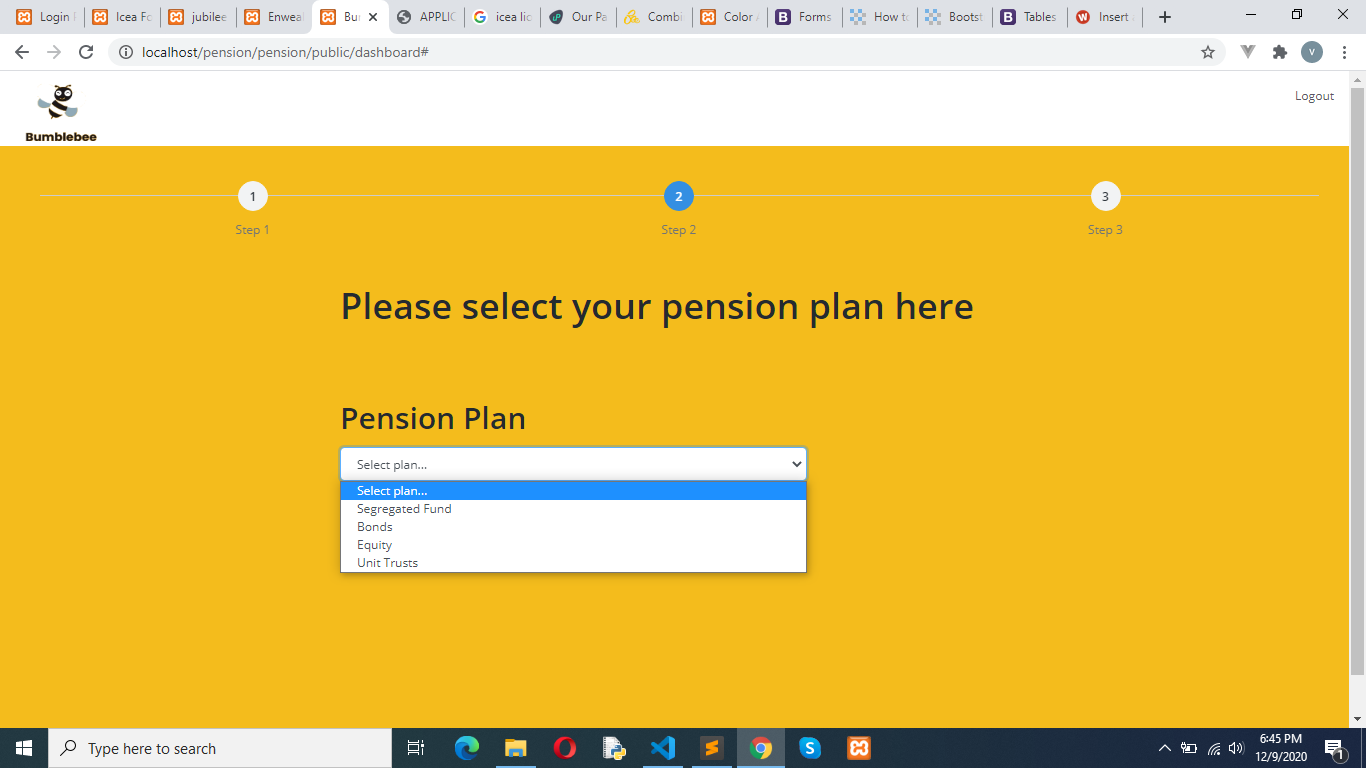 Login
Icea Fo
jubilee
Enweal
Bu
APPLIC
icea lic
Our Pa
Combi
Color
Forms
How to
Bootst
Tables
Insert
localhost/pension/pension/public/dashboard#
V
Bumblebee
Logout
1
2
3
Step 1
Step 2
Step 3
Please select your pension plan here
Pension Plan
Select plan...
Select plan...
Segregated Fund
Bonds
Equity
Unit Trusts
Type here to search
6:45 PM
12/9/2020
1